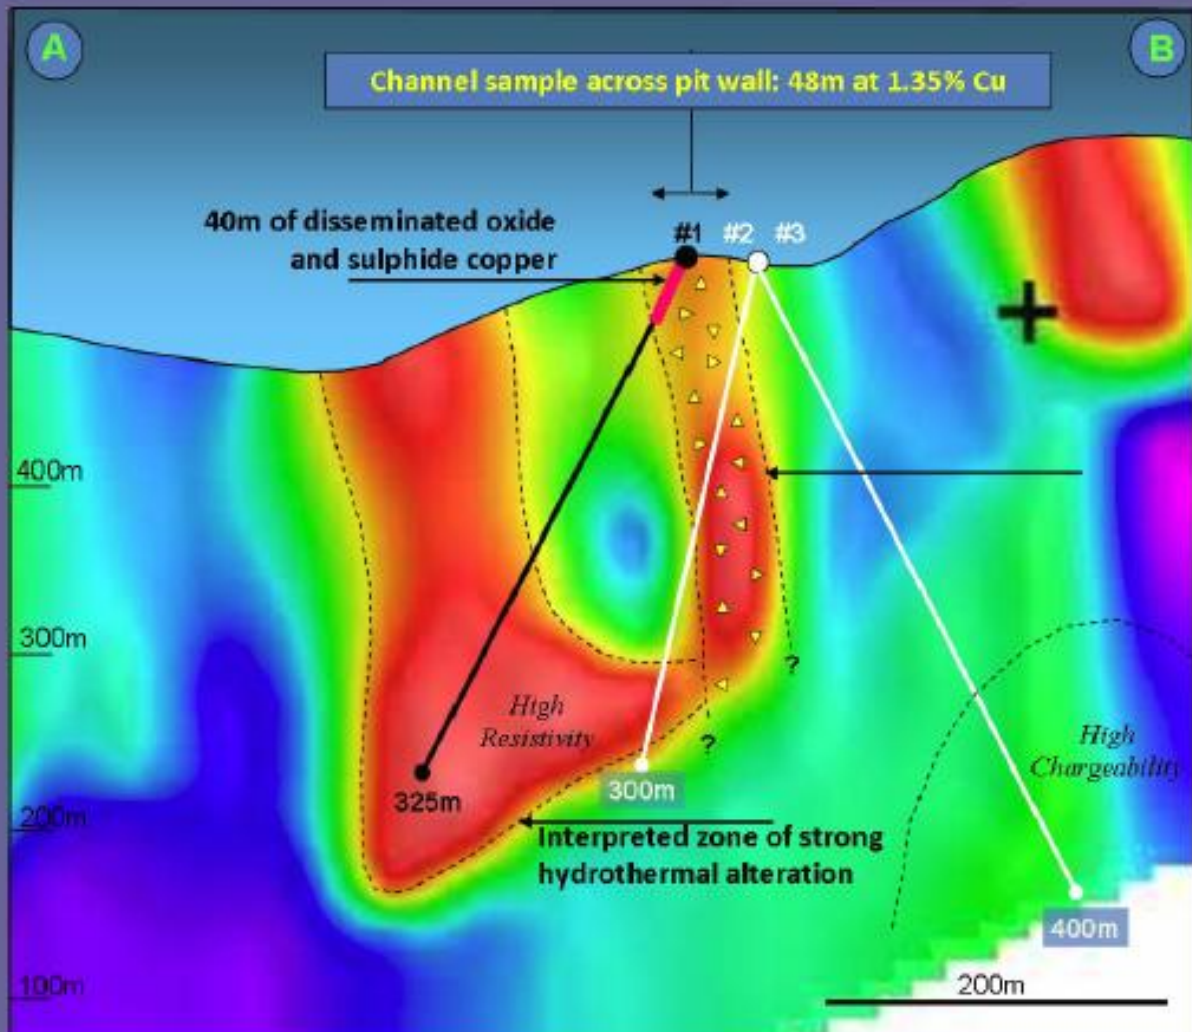 A
B
Channel sample across pit wall: 48m at 1.35% Cu
40m of disseminated oxide
and sulphide copper
#1 #2 #3
400m
300m
?
High
Resistivity
?
High
Chargeability
325m
300m
200m
Interpreted zone of strong
hydrothermal alteration
400m
100m
200m